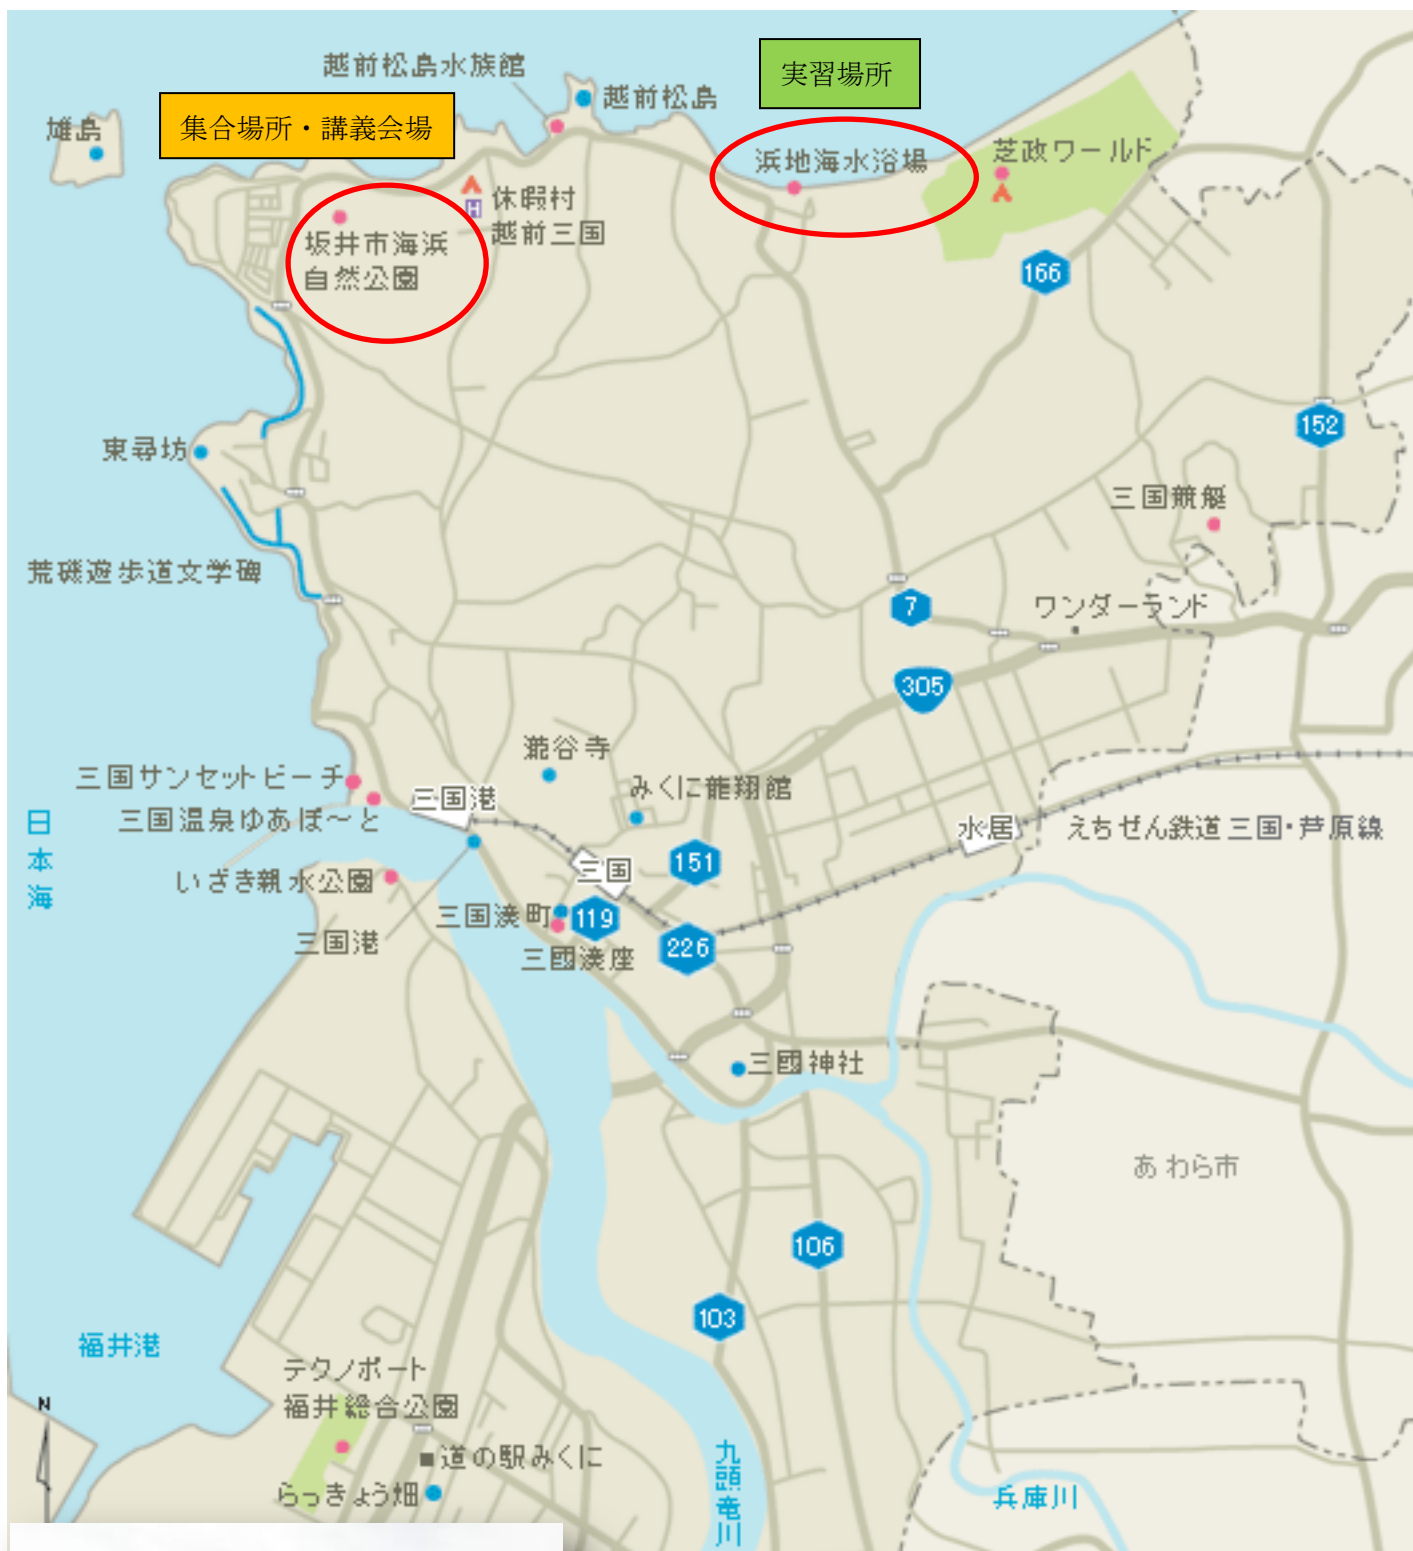 越前松島水族館
実習場所
越前松島
集合場所・講義会場
雄島
浜地海水浴場
芝政ワールド
休暇村
越前三国
坂井市海浜
自然公園
166
152
東尋坊
三国競艇
荒磯遊歩道文学碑
7
ワンダーランド
305
瀧谷寺
三国サンセットビーチ
みくに龍翔館
三国港
三国温泉ゆあぽ〜と
日本海
水居
えちぜん鉄道三国・芦原線
151
三国
いざき親水公園
三国湊町
119
三国港
226
三國湊座
三國神社
あわら市
106
103
福井港
テクノポート
福井総合公園
N
道の駅みくに
らっきょう畑
九頭竜川
兵庫川